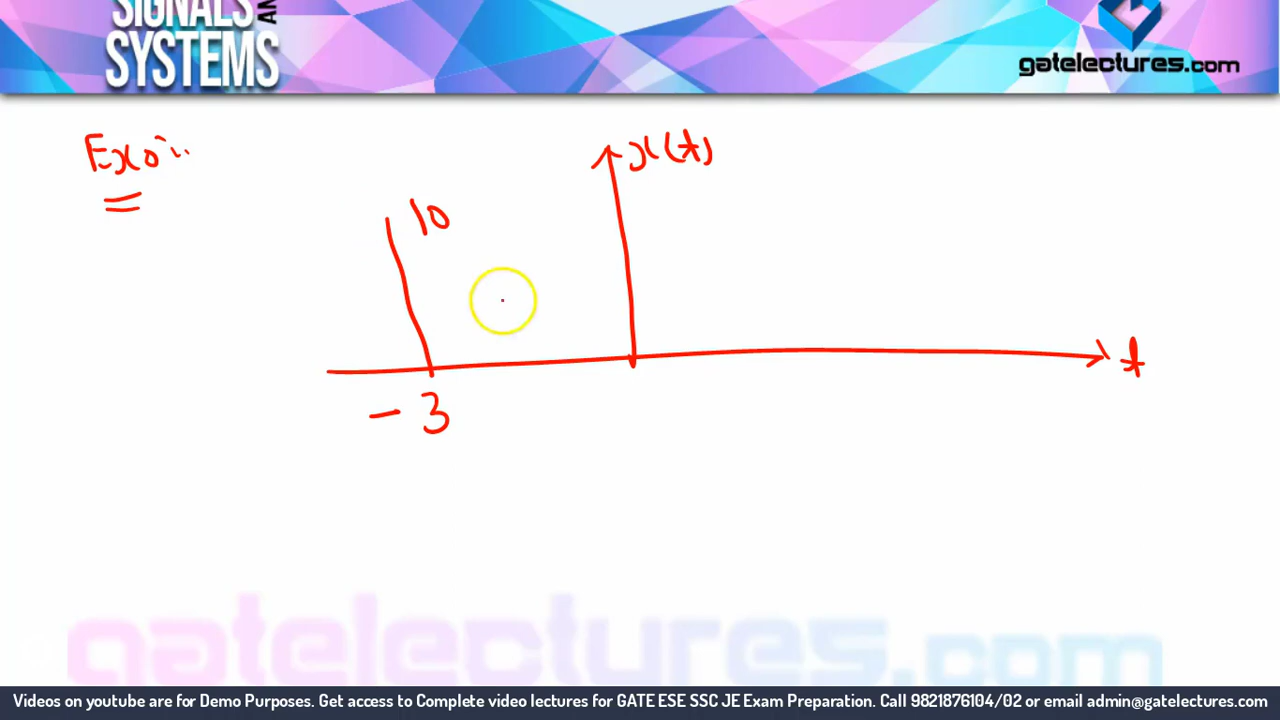 SIGNALS AND
SYSTEMS
gatelectures.com
x(t)
10
t
-3
gatelectures.com
Videos on youtube are for Demo Purposes. Get access to Complete video lectures for GATE ESE SSC JE Exam Preparation. Call 9821876104/02 or email admin@gatelectures.com